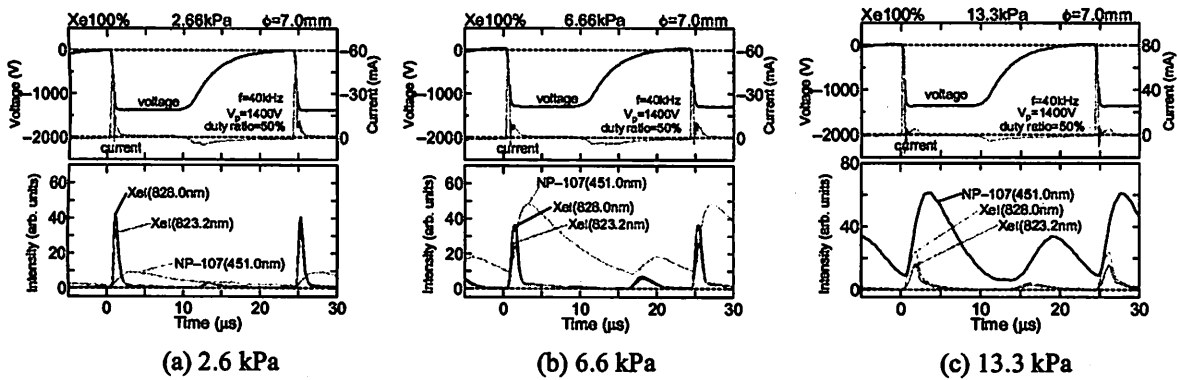 Xe100% 2.66kPa ϕ=7.0mm
0
−1000
−2000
Voltage (V)
voltage
f=40kHz
Vp=1400V
duty ratio=50%
current
−60
−30
0
Current (mA)
60
40
20
0
Intensity (arb. units)
XeI(828.0nm)
XeI(823.2nm)
NP−107(451.0nm)
0 10 20 30
Time (μs)
(a) 2.6 kPa
Xe100% 6.66kPa ϕ=7.0mm
0
−1000
−2000
Voltage (V)
voltage
f=40kHz
Vp=1400V
duty ratio=50%
current
−60
−30
0
Current (mA)
60
40
20
0
Intensity (arb. units)
NP−107(451.0nm)
XeI(828.0nm)
XeI(823.2nm)
0 10 20 30
Time (μs)
(b) 6.6 kPa
Xe100% 13.3kPa ϕ=7.0mm
0
−1000
−2000
Voltage (V)
voltage
f=40kHz
Vp=1400V
duty ratio=50%
current
80
60
40
20
0
Current (mA)
80
40
0
Intensity (arb. units)
NP−107(451.0nm)
XeI(828.0nm)
XeI(823.2nm)
0 10 20 30
Time (μs)
(c) 13.3 kPa